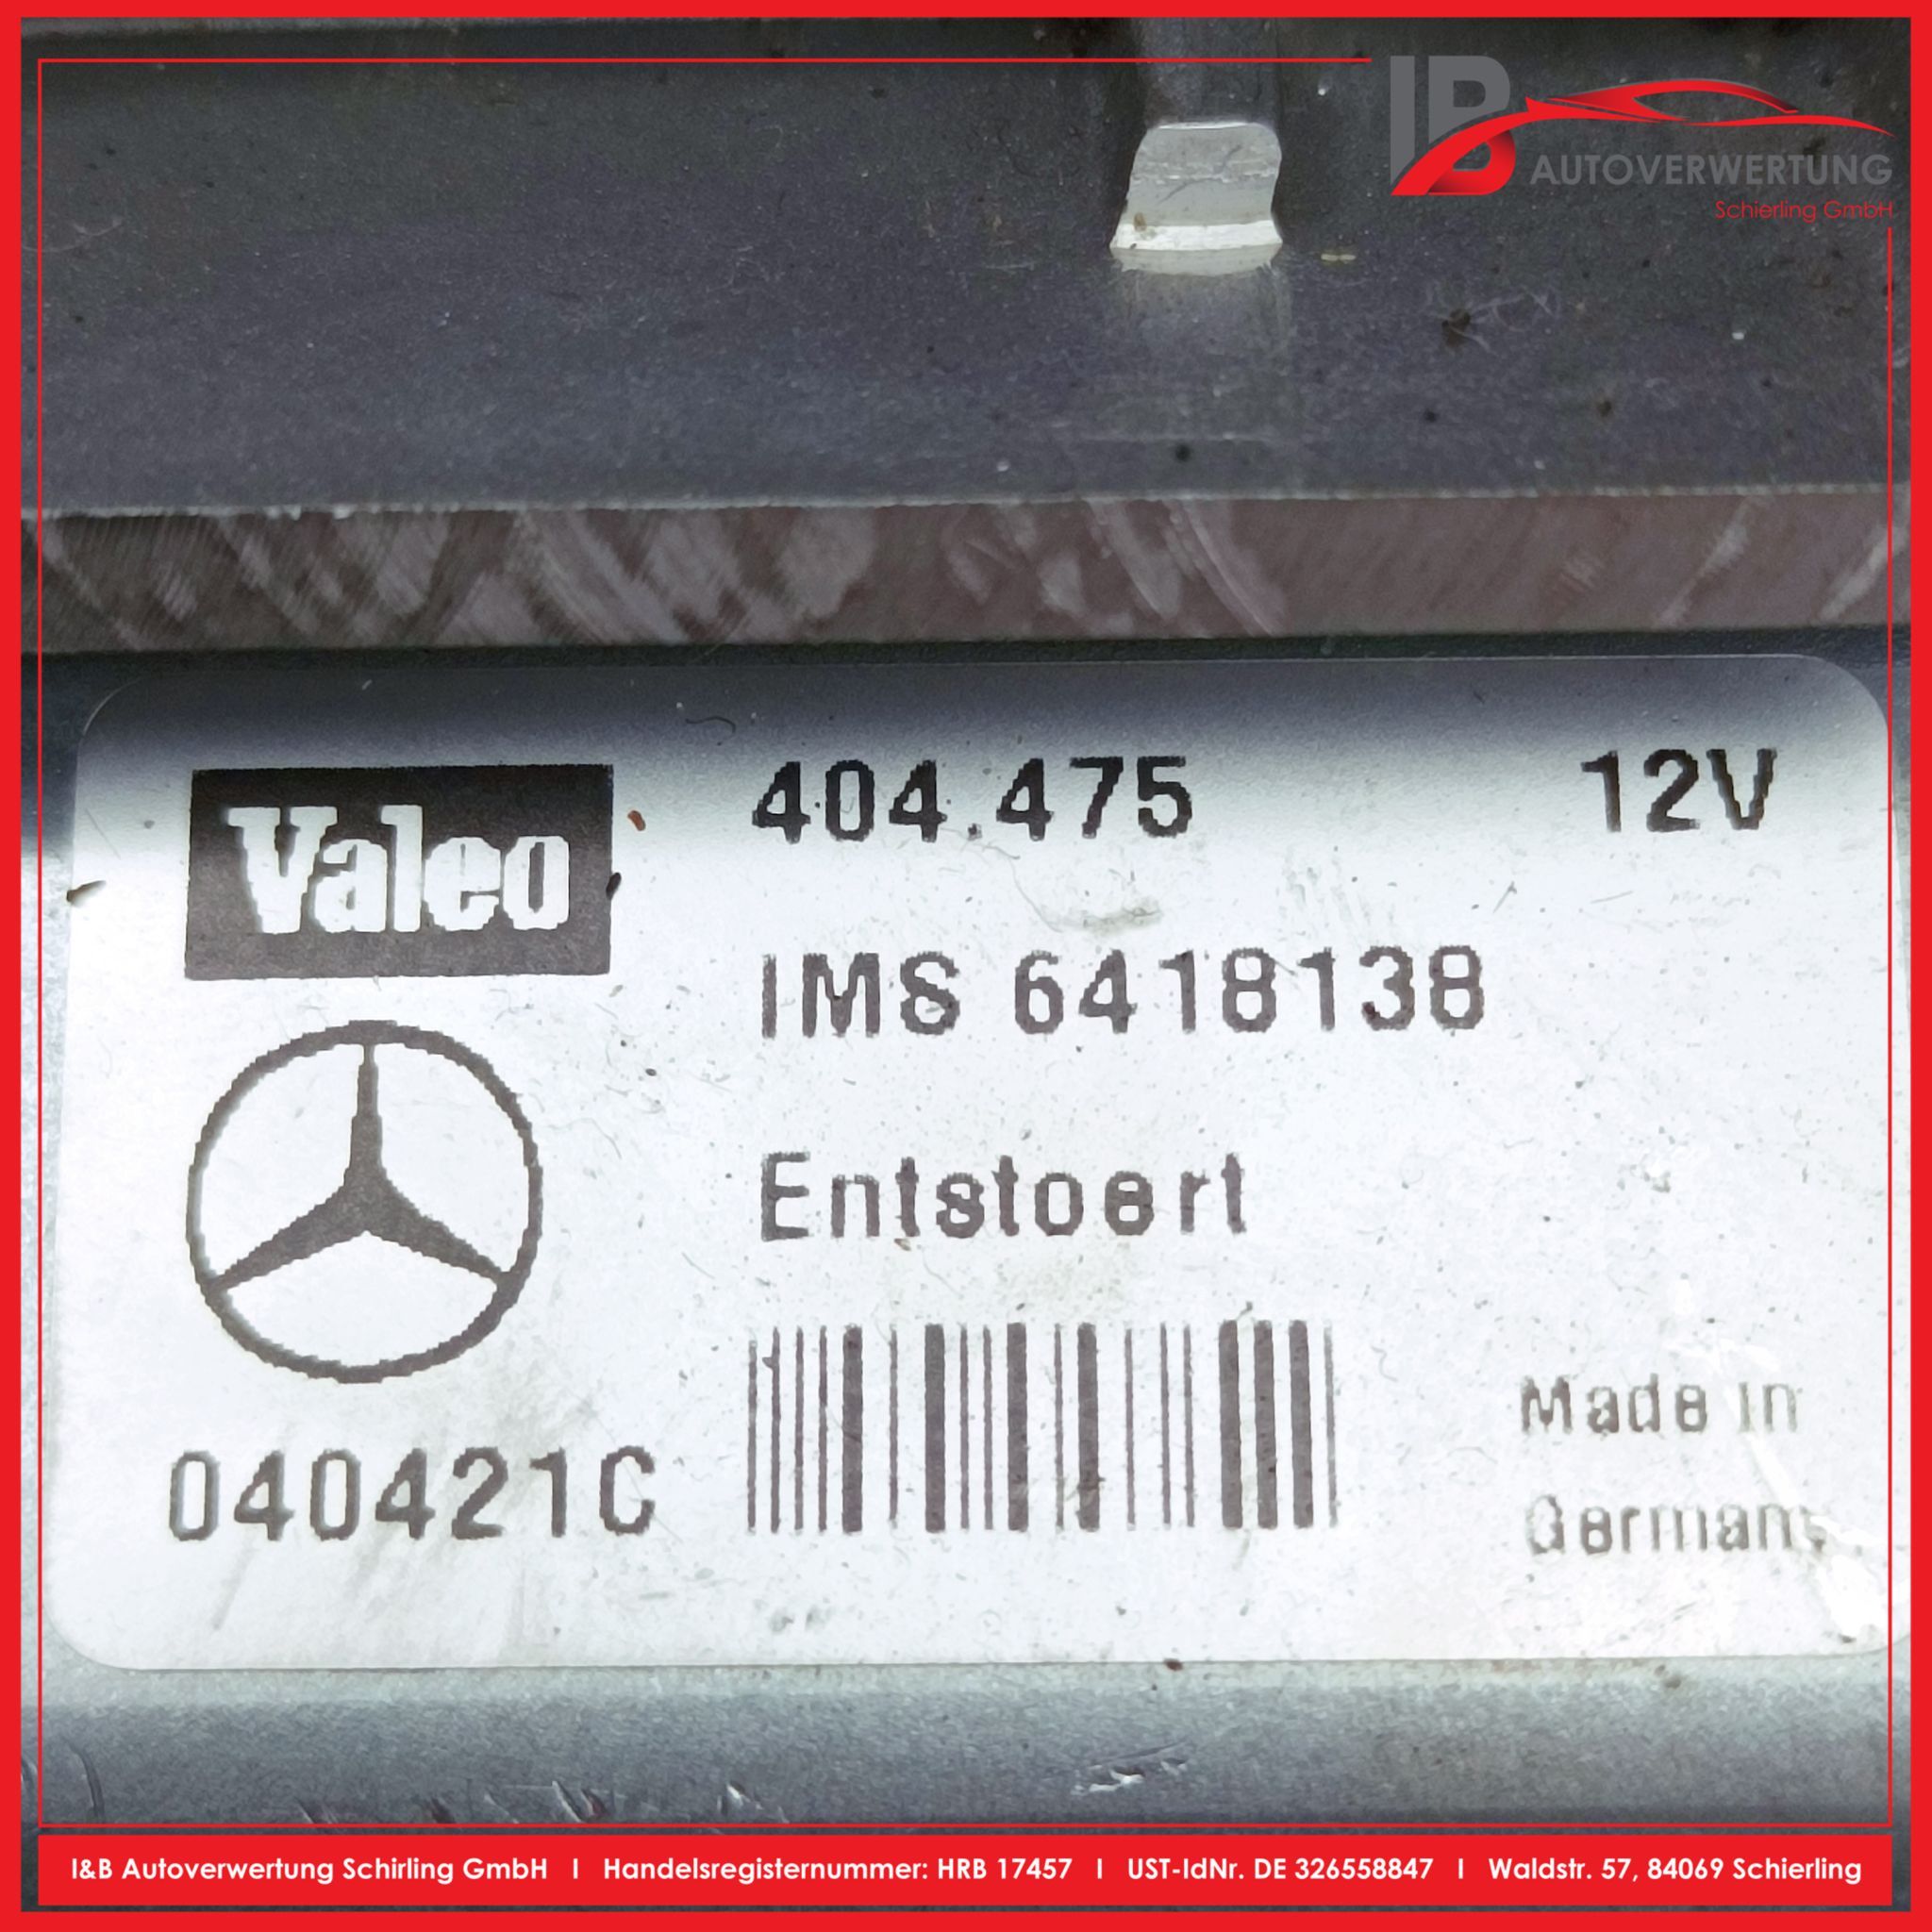 IB
AUTOVERWERTUNG
Schierling GmbH
Valeo
404.475
12V
IMS 6418138
Entstoert
040421C
Made in
Germany
I&B Autoverwertung Schirling GmbH I Handelsregisternummer: HRB 17457 I UST-IdNr. DE 326558847 I Waldstr. 57, 84069 Schierling